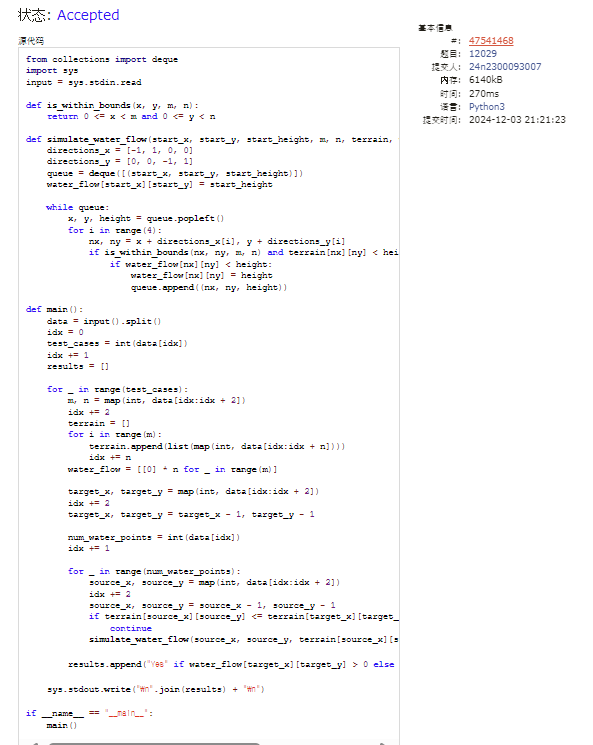 状态: Accepted
源代码
from collections import deque
import sys
input = sys.stdin.read
def is_within_bounds(x, y, m, n):
    return 0 <= x < m and 0 <= y < n
def simulate_water_flow(start_x, start_y, start_height, m, n, terrain,
    directions_x = [-1, 1, 0, 0]
    directions_y = [0, 0, -1, 1]
    queue = deque([(start_x, start_y, start_height)])
    water_flow[start_x][start_y] = start_height
    while queue:
        x, y, height = queue.popleft()
        for i in range(4):
            nx, ny = x + directions_x[i], y + directions_y[i]
            if is_within_bounds(nx, ny, m, n) and terrain[nx][ny] < hei
                if water_flow[nx][ny] < height:
                    water_flow[nx][ny] = height
                    queue.append((nx, ny, height))
def main():
    data = input().split()
    idx = 0
    test_cases = int(data[idx])
    idx += 1
    results = []
    for _ in range(test_cases):
        m, n = map(int, data[idx:idx + 2])
        idx += 2
        terrain = []
        for i in range(m):
            terrain.append(list(map(int, data[idx:idx + n])))
            idx += n
        water_flow = [[0] * n for _ in range(m)]
        target_x, target_y = map(int, data[idx:idx + 2])
        idx += 2
        target_x, target_y = target_x - 1, target_y - 1
        num_water_points = int(data[idx])
        idx += 1
        for _ in range(num_water_points):
            source_x, source_y = map(int, data[idx:idx + 2])
            idx += 2
            source_x, source_y = source_x - 1, source_y - 1
            if terrain[source_x][source_y] <= terrain[target_x][target_
                continue
            simulate_water_flow(source_x, source_y, terrain[source_x][s
        results.append("Yes" if water_flow[target_x][target_y] > 0 else
    sys.stdout.write("\n".join(results) + "\n")
if __name__ == "__main__":
    main()
基本信息
#: 47541468
题目: 12029
提交人: 24n2300093007
内存: 6140kB
时间: 270ms
语言: Python3
提交时间: 2024-12-03 21:21:23